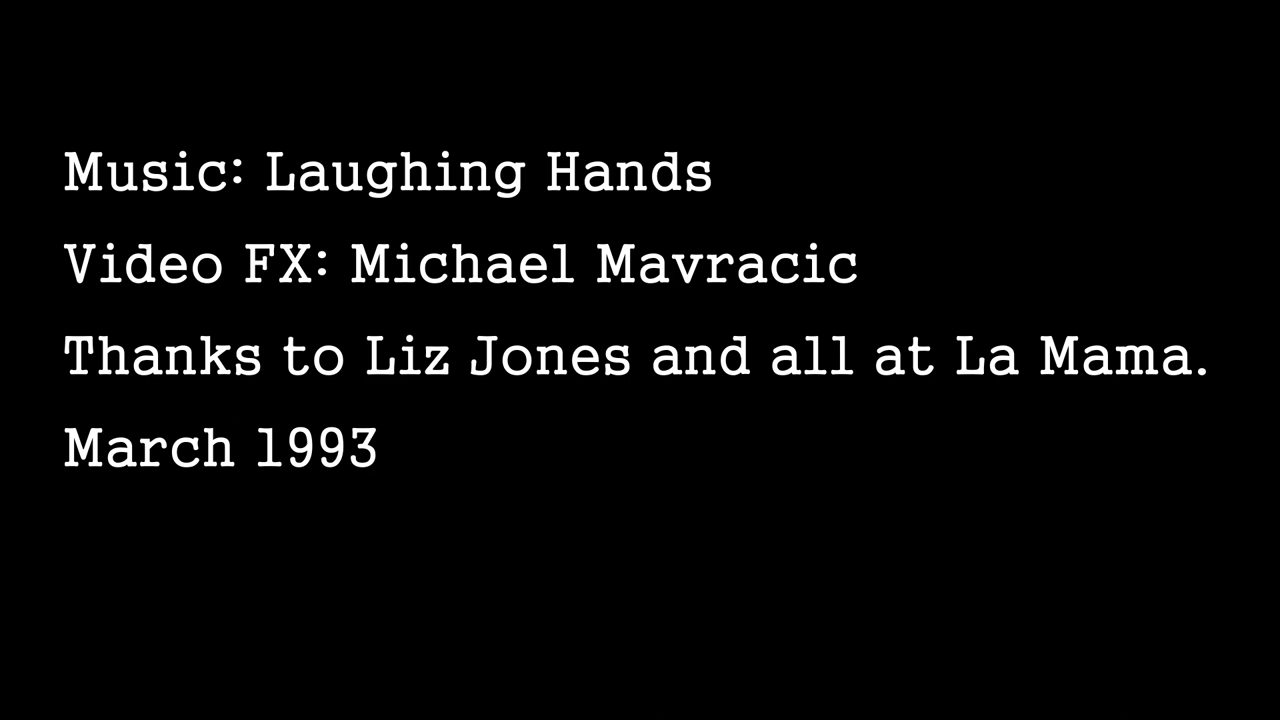 Music: Laughing Hands
Video FX: Michael Mavracic
Thanks to Liz Jones and all at La Mama.
March 1993